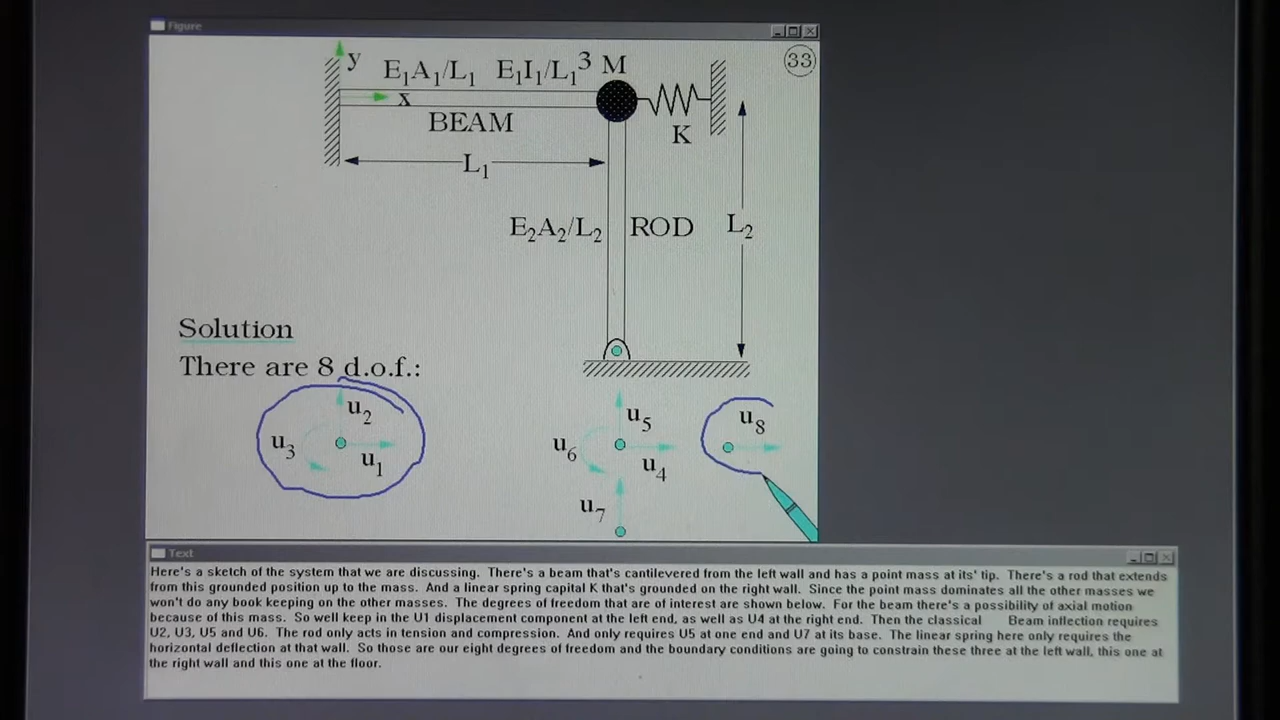 Figure
33
y
E₁A₁/L₁ E₁I₁/L₁³ M
x
BEAM
K
L₁
E₂A₂/L₂ ROD L₂
Solution
There are 8 d.o.f.:
u₂
u₃
u₁
u₅
u₆
u₄
u₇
u₈
Text
Here's a sketch of the system that we are discussing. There's a beam that's cantilevered from the left wall and has a point mass at its' tip. There's a rod that extends
from this grounded position up to the mass. And a linear spring capital K that's grounded on the right wall. Since the point mass dominates all the other masses we
won't do any book keeping on the other masses. The degrees of freedom that are of interest are shown below. For the beam there's a possibility of axial motion
because of this mass. So well keep in the U1 displacement component at the left end, as well as U4 at the right end. Then the classical Beam inflection requires
U2, U3, U5 and U6. The rod only acts in tension and compression. And only requires U5 at one end and U7 at its base. The linear spring here only requires the
horizontal deflection at that wall. So those are our eight degrees of freedom and the boundary conditions are going to constrain these three at the left wall, this one at
the right wall and this one at the floor.